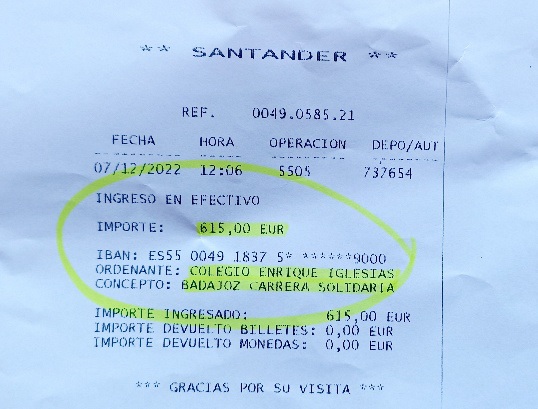 ** SANTANDER **
REF. 0049.0585.21
FECHA HORA OPERACION DEPO/AUT
07/12/2022 12:06 5505 737654
INGRESO EN EFECTIVO
IMPORTE: 615,00 EUR
IBAN: ES55 0049 1837 5* ******9000
ORDENANTE: COLEGIO ENRIQUE IGLESIAS
CONCEPTO: BADAJOZ CARRERA SOLIDARIA
IMPORTE INGRESADO: 615,00 EUR
IMPORTE DEVUELTO BILLETES: 0,00 EUR
IMPORTE DEVUELTO MONEDAS: 0,00 EUR
*** GRACIAS POR SU VISITA ***